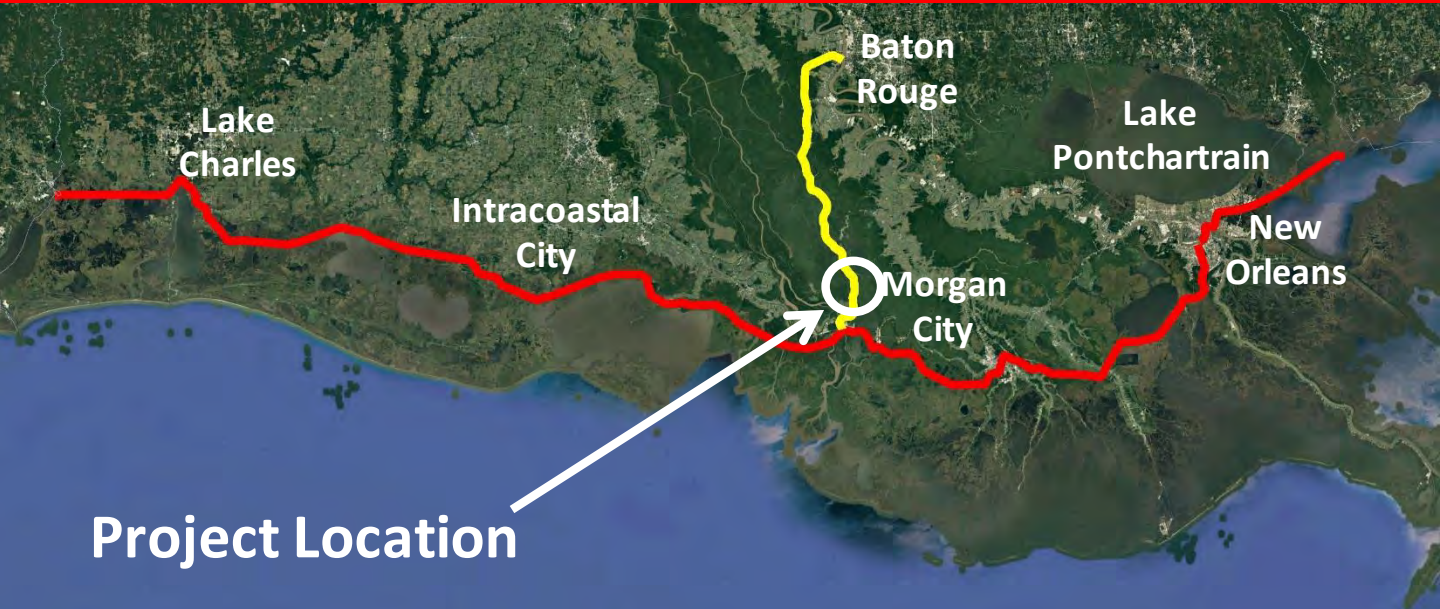 Baton
Rouge
Lake
Pontchartrain
Lake
Charles
Intracoastal
City
New
Orleans
Morgan
City
Project Location